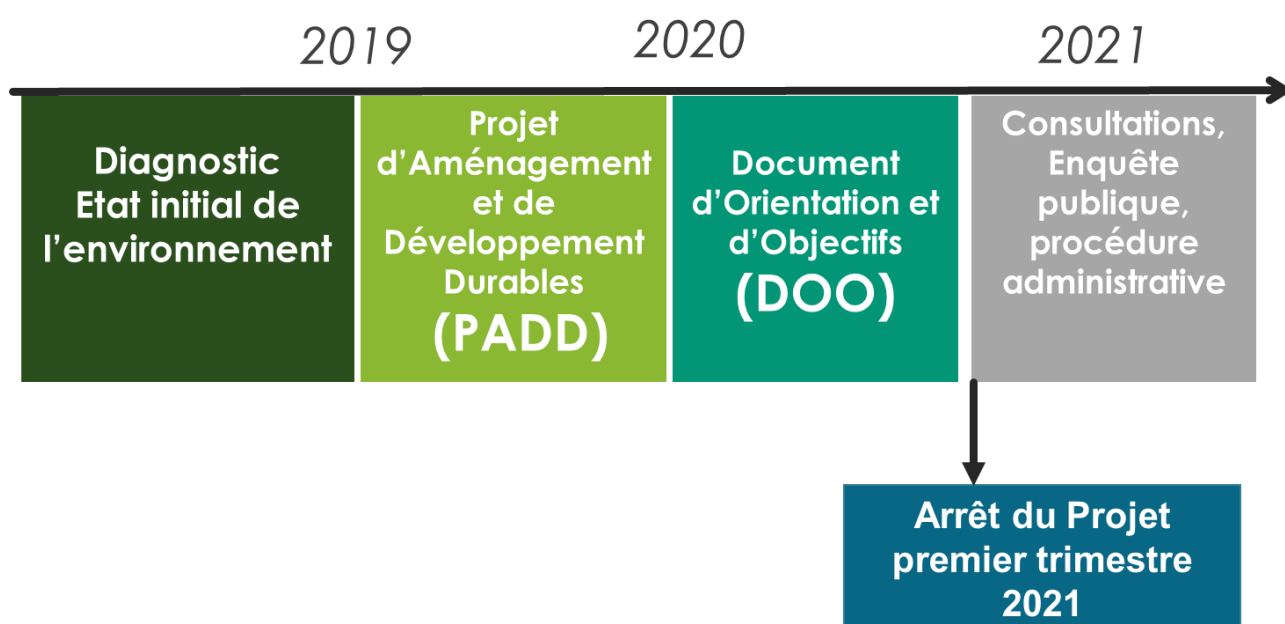 2019
2020
2021
Diagnostic
Etat initial de
l'environnement
Projet
d'Aménagement
et de
Développement
Durables
(PADD)
Document
d'Orientation et
d'Objectifs
(DOO)
Consultations,
Enquête
publique,
procédure
administrative
Arrêt du Projet
premier trimestre
2021